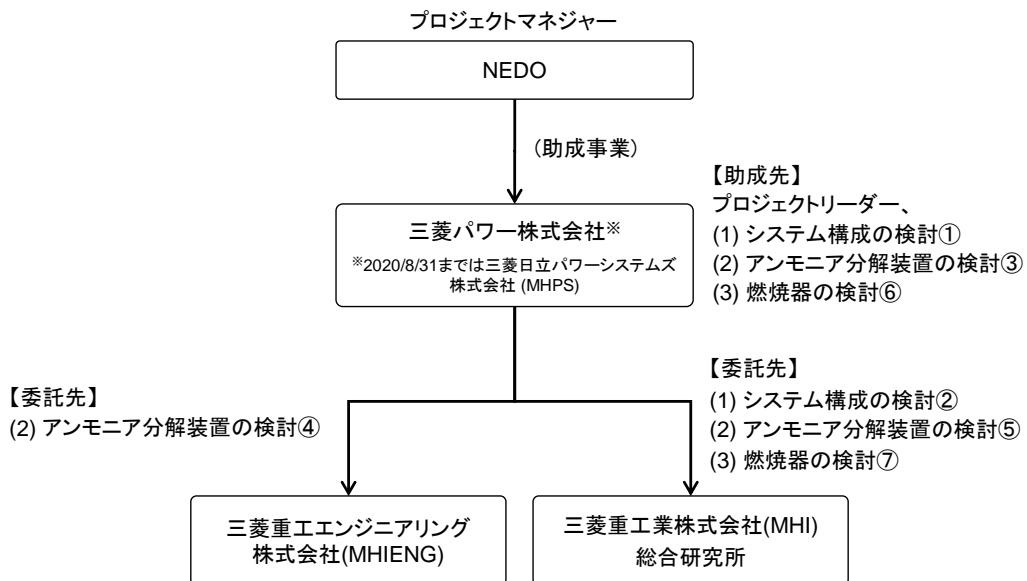 プロジェクトマネジャー
NEDO
(助成事業)
【助成先】
プロジェクトリーダー、
(1) システム構成の検討①
(2) アンモニア分解装置の検討③
(3) 燃焼器の検討⑥
三菱パワー株式会社※
※2020/8/31までは三菱日立パワーシステムズ
株式会社 (MHPS)
【委託先】
(2) アンモニア分解装置の検討④
【委託先】
(1) システム構成の検討②
(2) アンモニア分解装置の検討⑤
(3) 燃焼器の検討⑦
三菱重工エンジニアリング
株式会社(MHIENG)
三菱重工業株式会社(MHI)
総合研究所